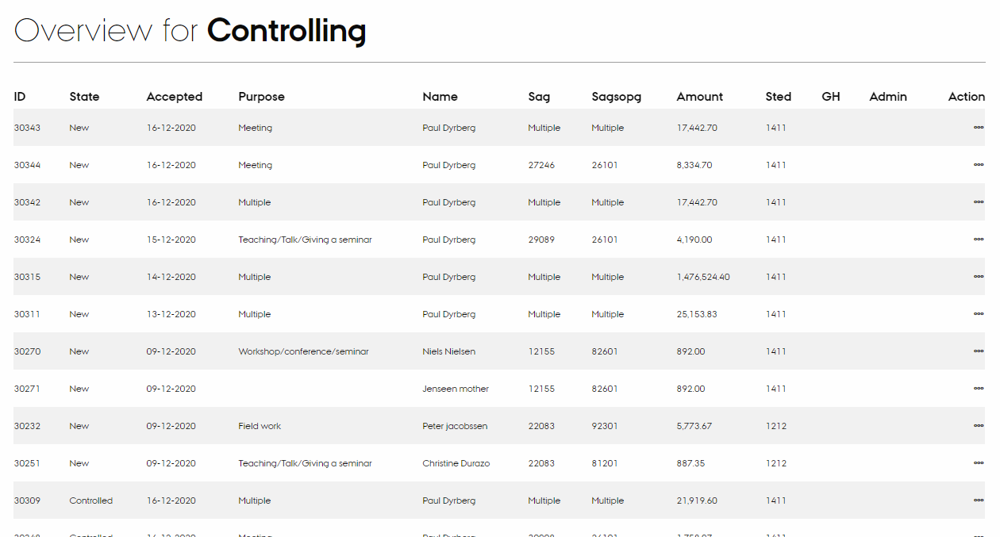 Overview for Controlling
ID State Accepted Purpose Name Sag Sagsopg Amount Sted GH Admin Action
30343 New 16-12-2020 Meeting Paul Dyrberg Multiple Multiple 17,442.70 1411
30344 New 16-12-2020 Meeting Paul Dyrberg 27246 26101 8,334.70 1411
30342 New 16-12-2020 Multiple Paul Dyrberg Multiple Multiple 17,442.70 1411
30324 New 15-12-2020 Teaching/Talk/Giving a seminar Paul Dyrberg 29089 26101 4,190.00 1411
30315 New 14-12-2020 Multiple Paul Dyrberg Multiple Multiple 1,476,524.40 1411
30311 New 13-12-2020 Multiple Paul Dyrberg Multiple Multiple 25,153.83 1411
30270 New 09-12-2020 Workshop/conference/seminar Niels Nielsen 12155 82601 892.00 1411
30271 New 09-12-2020 Jenseen mother 12155 82601 892.00 1411
30232 New 09-12-2020 Field work Peter jacobssen 22083 92301 5,773.67 1212
30251 New 09-12-2020 Teaching/Talk/Giving a seminar Christine Durazo 22083 81201 887.35 1212
30309 Controlled 16-12-2020 Multiple Paul Dyrberg Multiple Multiple 21,919.60 1411
Controlled Meeting Paul Dyrberg